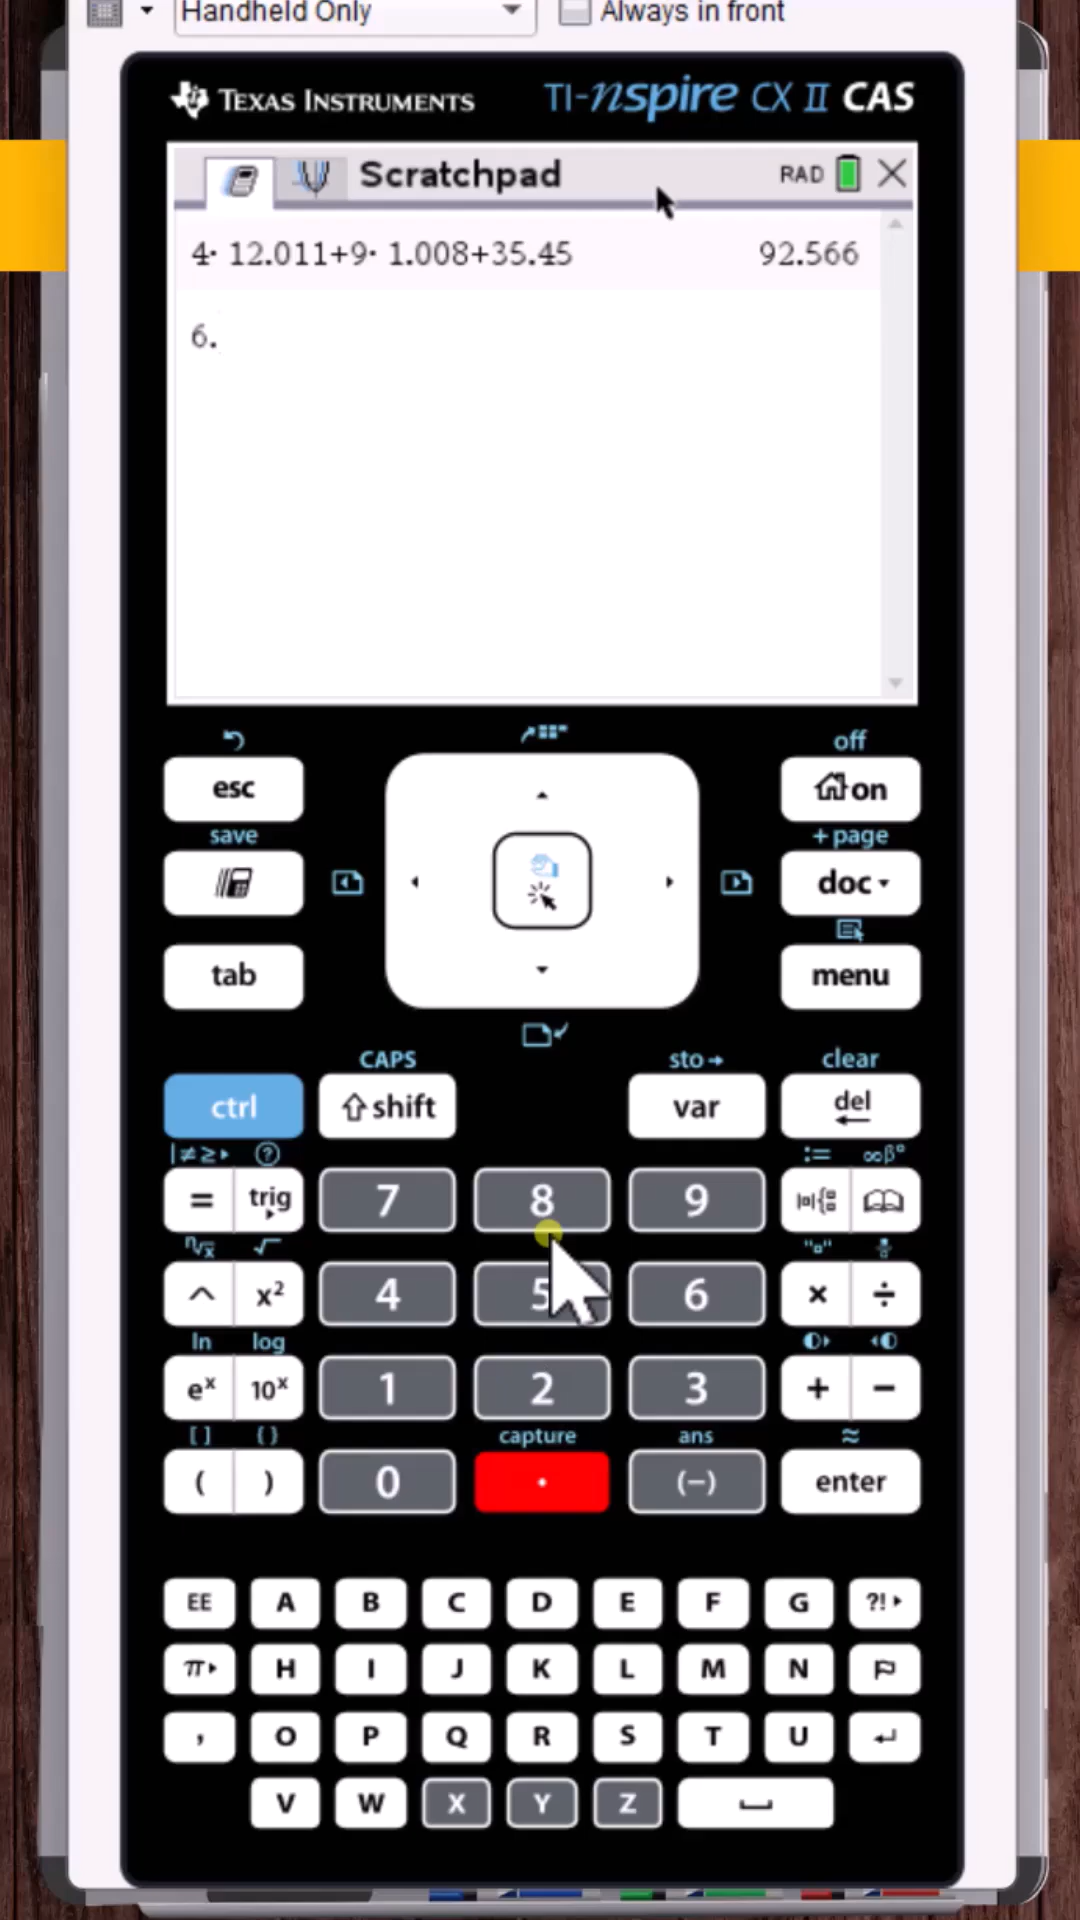 Handheld Only Always in front
TEXAS INSTRUMENTS TI-nspire CX II CAS
Scratchpad RAD
4· 12.011+9· 1.008+35.45 92.566
6.
off
esc on
save + page
doc
tab menu
CAPS sto→ clear
ctrl shift var del
= trig 7 8 9
^ x² 4 5 6 × ÷
ln log
eˣ 10ˣ 1 2 3 + −
[ ] { } capture ans ≈
( ) 0 . (−) enter
EE A B C D E F G ?!
π H I J K L M N
, O P Q R S T U
V W X Y Z